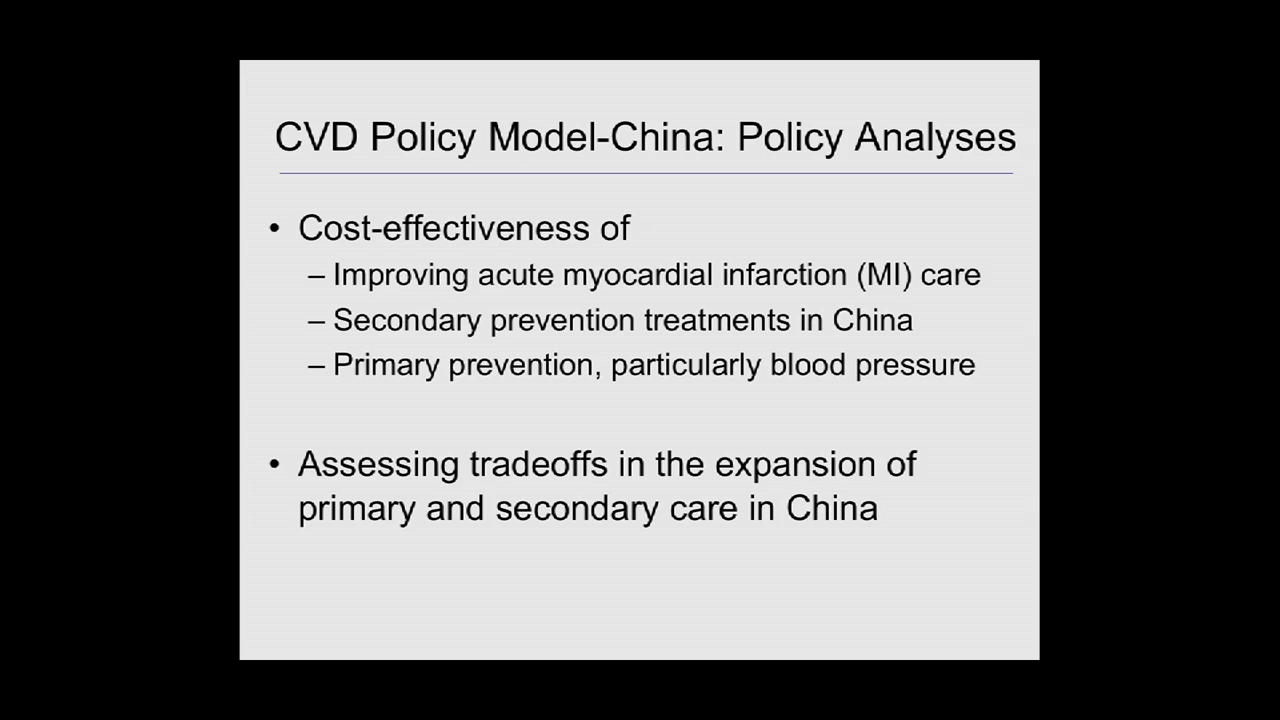 CVD Policy Model-China: Policy Analyses
• Cost-effectiveness of
– Improving acute myocardial infarction (MI) care
– Secondary prevention treatments in China
– Primary prevention, particularly blood pressure
• Assessing tradeoffs in the expansion of
primary and secondary care in China